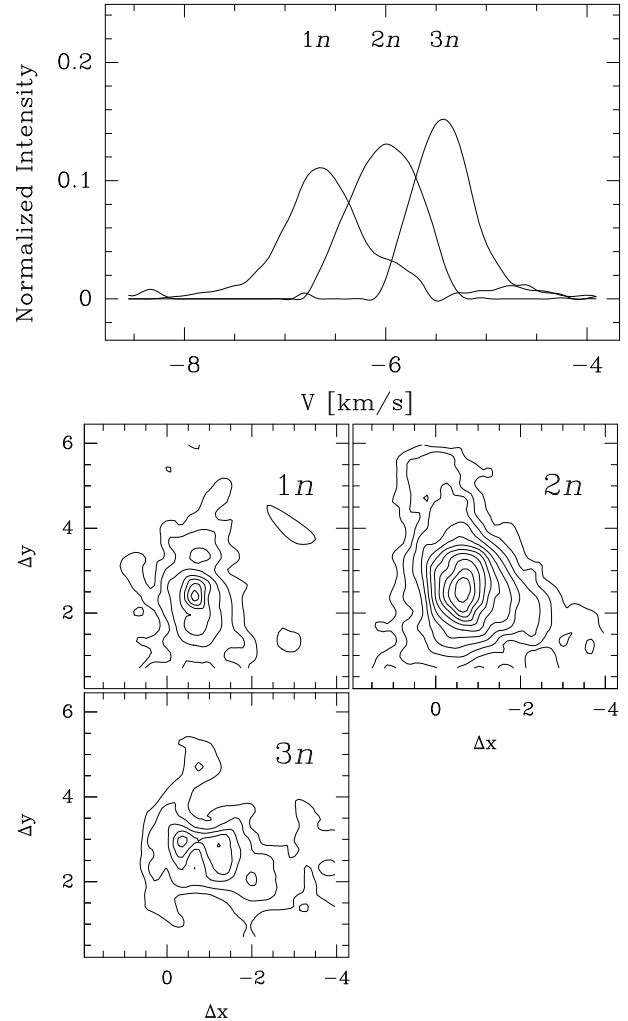 1n 2n 3n
0.2
0.1
0
Normalized Intensity
−8 −6 −4
V [km/s]
6
4
2
Δy
1n
2n
0 −2 −4
Δx
6
4
2
Δy
3n
0 −2 −4
Δx